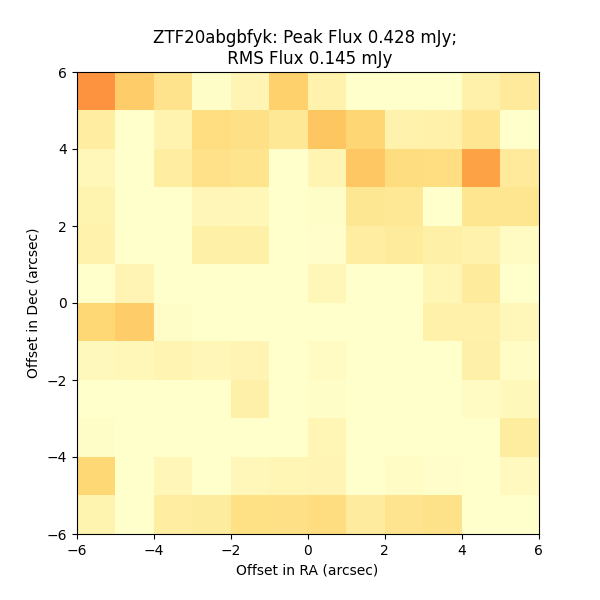 ZTF20abgbfyk: Peak Flux 0.428 mJy;
RMS Flux 0.145 mJy
6
4
2
0
−2
−4
−6
Offset in Dec (arcsec)
−6 −4 −2 0 2 4 6
Offset in RA (arcsec)